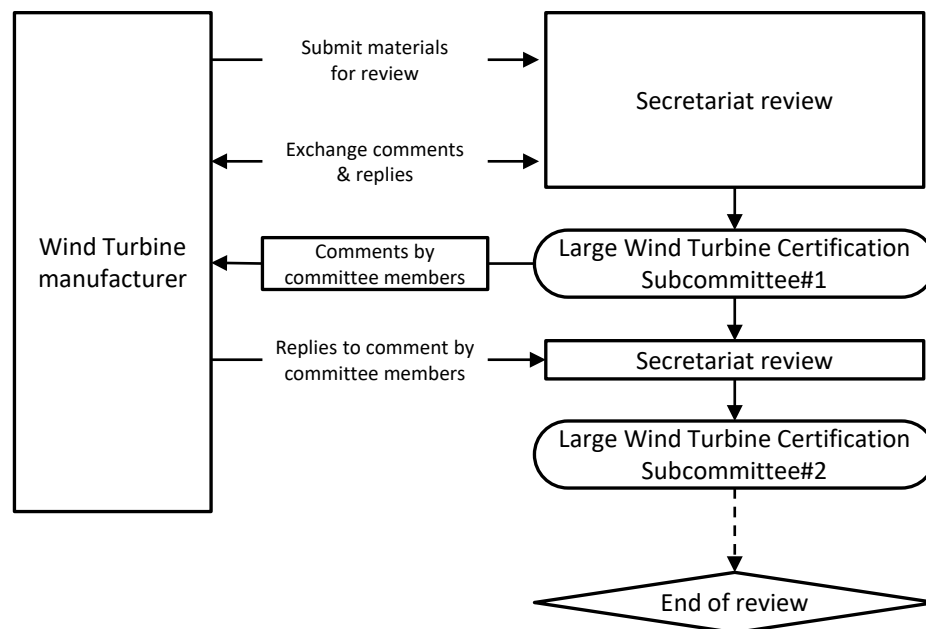 Submit materials
for review
Secretariat review
Exchange comments
& replies
Wind Turbine
manufacturer
Comments by
committee members
Large Wind Turbine Certification
Subcommittee#1
Replies to comment by
committee members
Secretariat review
Large Wind Turbine Certification
Subcommittee#2
End of review